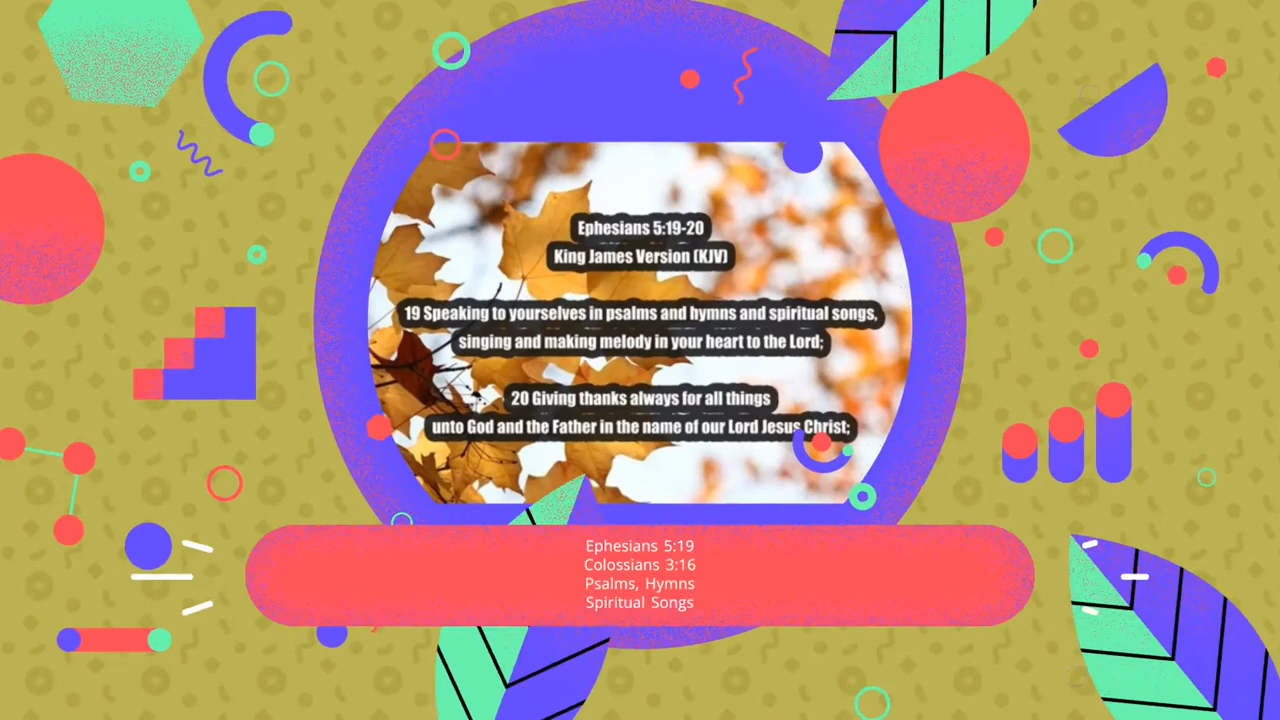 Ephesians 5:19-20
King James Version (KJV)
19 Speaking to yourselves in psalms and hymns and spiritual songs,
singing and making melody in your heart to the Lord;
20 Giving thanks always for all things
unto God and the Father in the name of our Lord Jesus Christ;
Ephesians 5:19
Colossians 3:16
Psalms, Hymns
Spiritual Songs